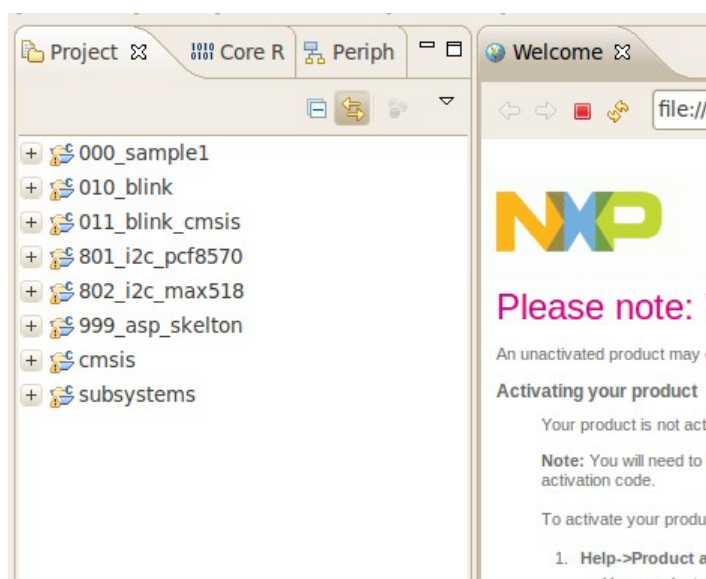 Project Core R Periph
000_sample1
010_blink
011_blink_cmsis
801_i2c_pcf8570
802_i2c_max518
999_asp_skelton
cmsis
subsystems
Welcome
file://
NXP
Please note:
An unactivated product may
Activating your product
Your product is not act
Note: You will need to
activation code.
To activate your produ
1. Help->Product a